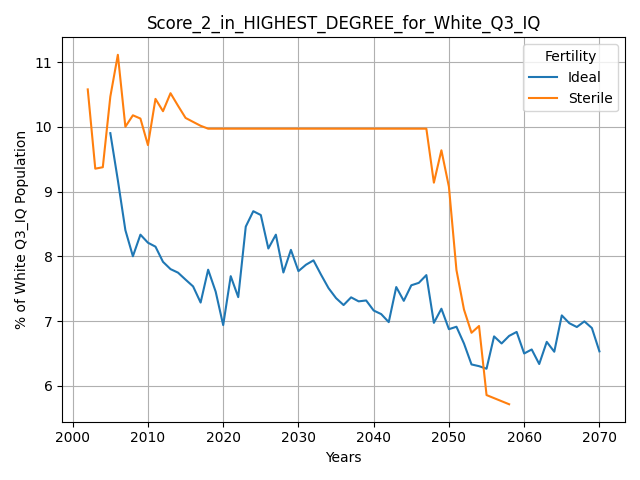 Score_2_in_HIGHEST_DEGREE_for_White_Q3_IQ
Fertility
Ideal
Sterile
% of White Q3_IQ Population
11
10
9
8
7
6
2000 2010 2020 2030 2040 2050 2060 2070
Years